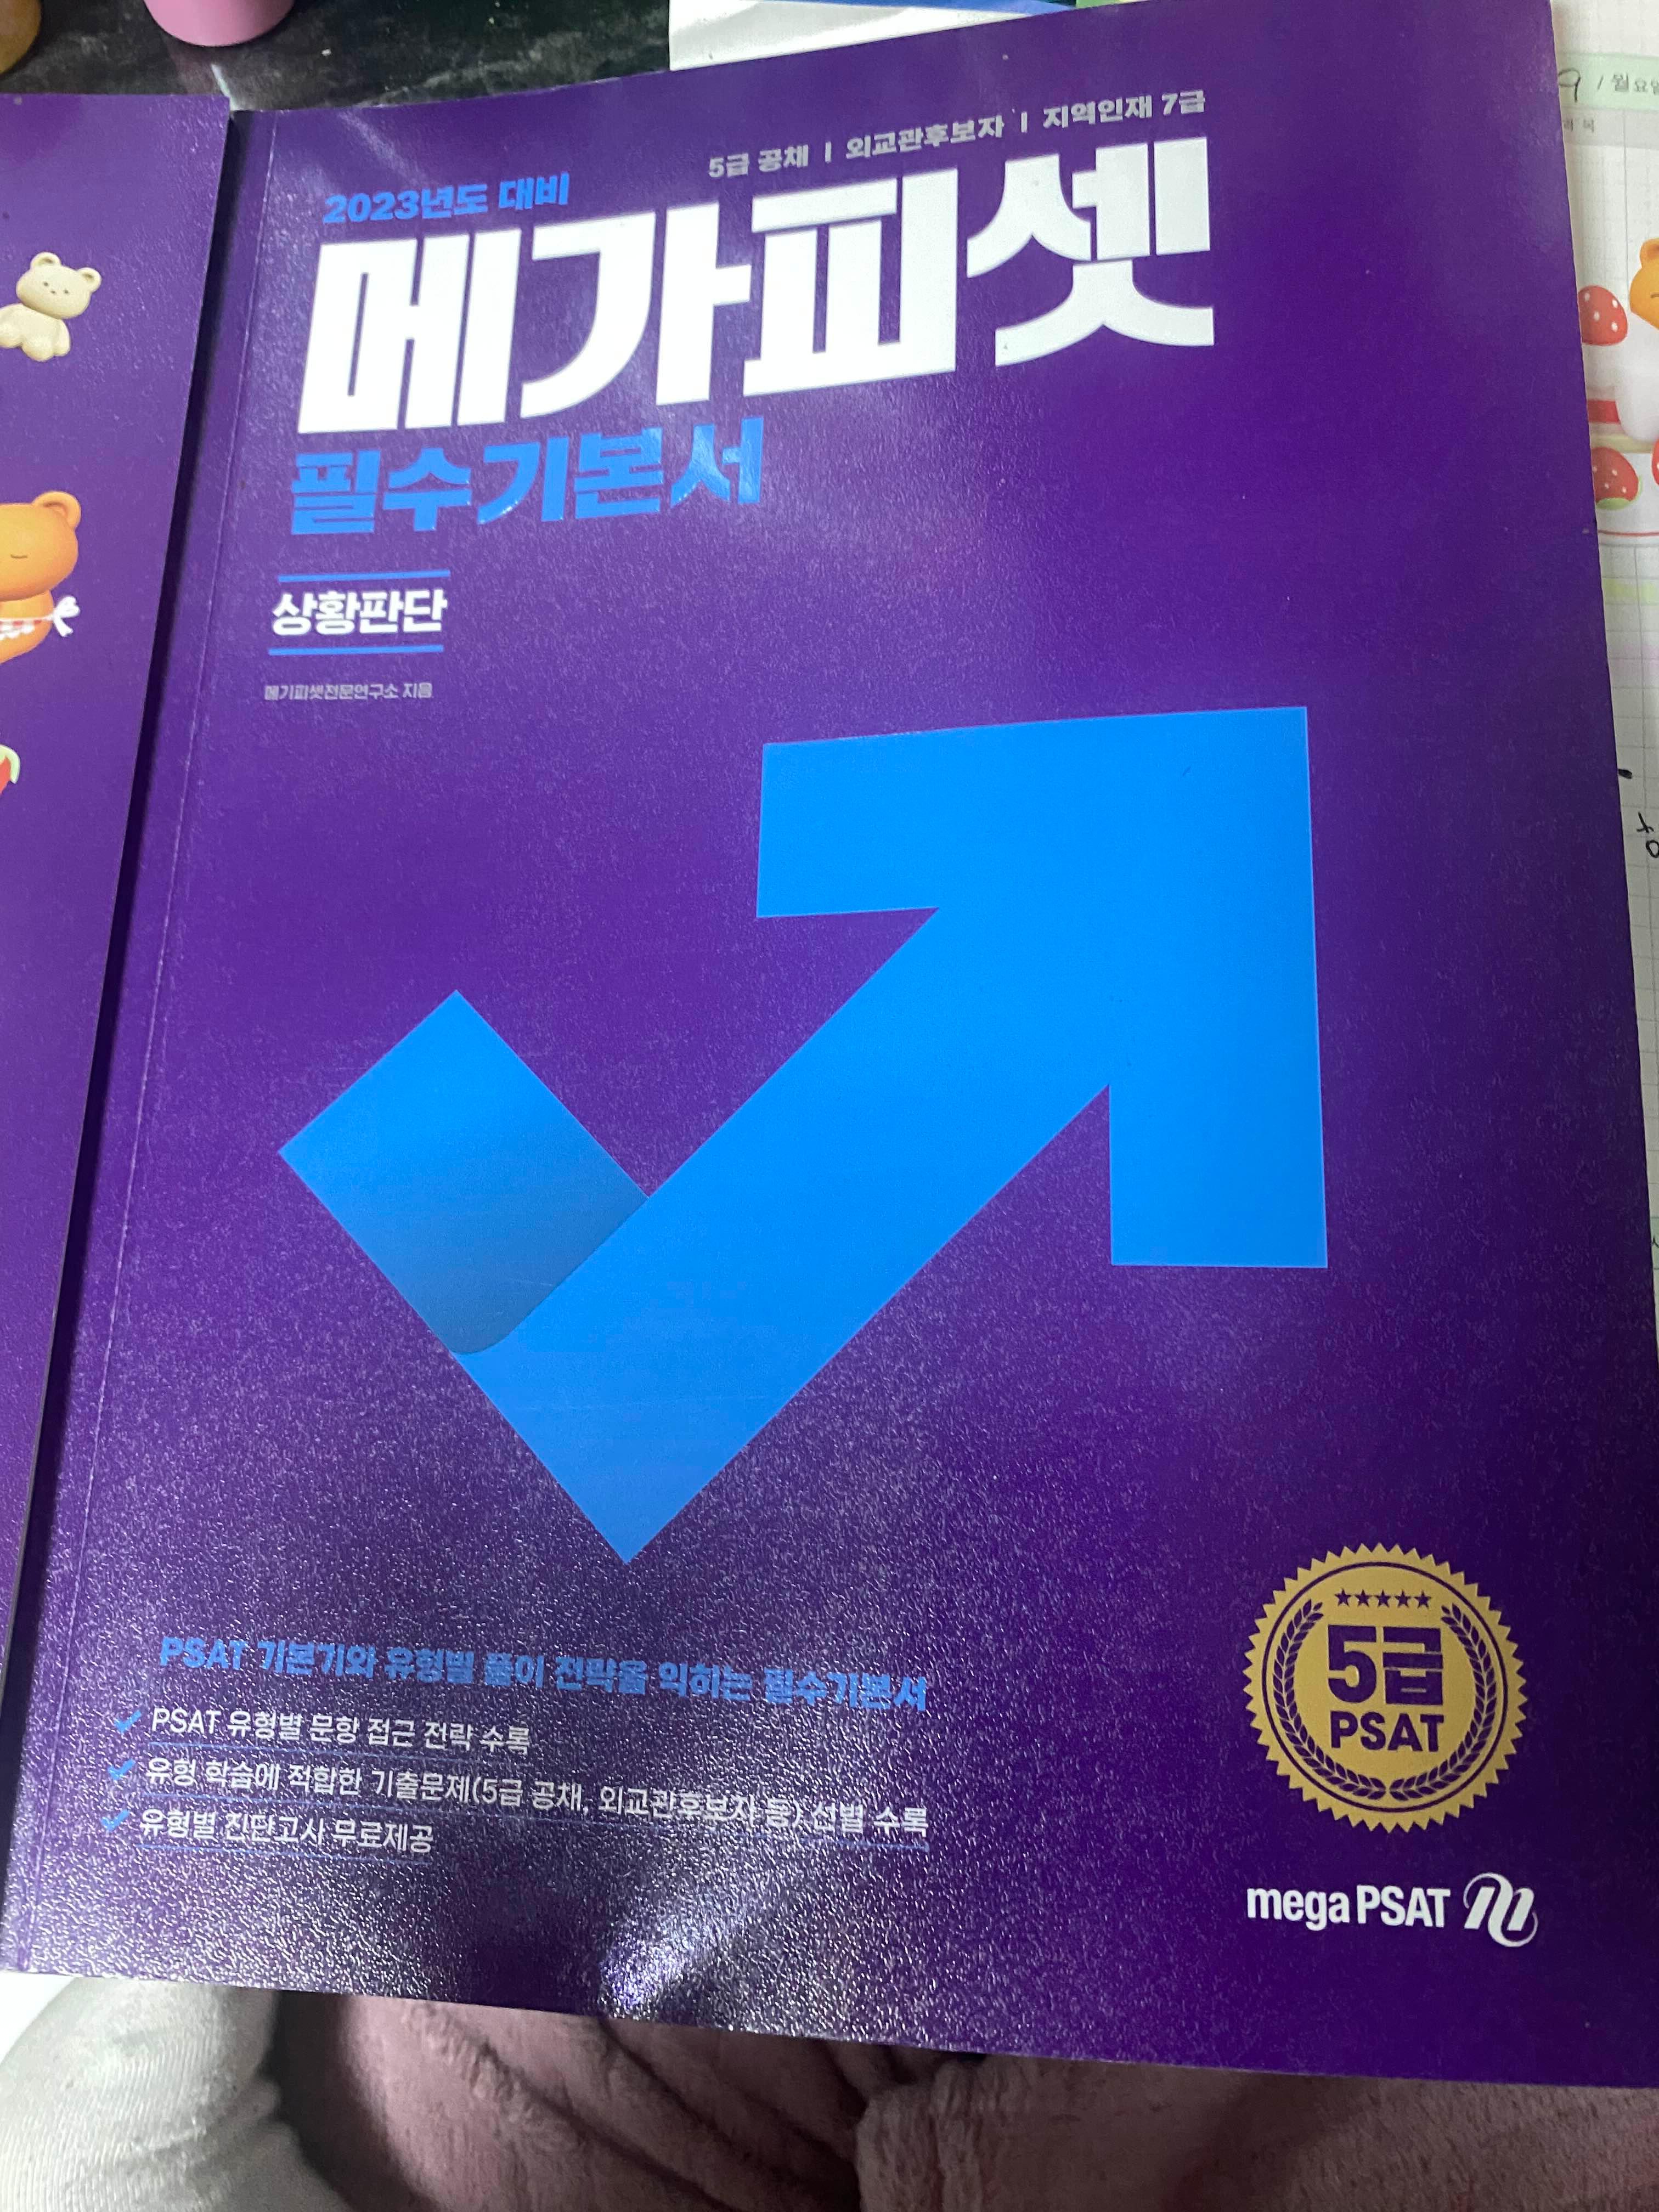 5급 공채 | 외교관후보자 | 지역인재 7급
2023년도 대비
메가피셋
필수기본서
상황판단
메가피셋전문연구소 지음
PSAT 기본기와 유형별 풀이 전략을 익히는 필수기본서
PSAT 유형별 문항 접근 전략 수록
유형 학습에 적합한 기출문제(5급 공채, 외교관후보자 등) 선별 수록
유형별 진단고사 무료제공
5급
PSAT
megaPSAT
9 / 월요일